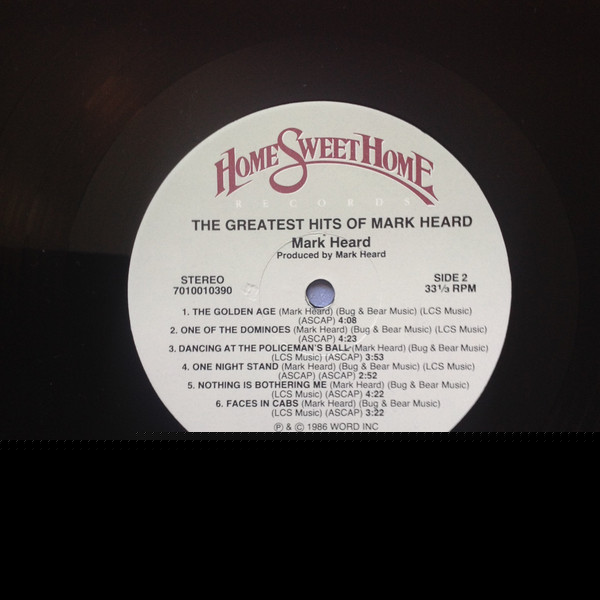 HOME SWEET HOME
RECORDS
THE GREATEST HITS OF MARK HEARD
Mark Heard
Produced by Mark Heard
STEREO
7010010390
SIDE 2
33⅓ RPM
1. THE GOLDEN AGE (Mark Heard) (Bug & Bear Music) (LCS Music)
(ASCAP) 4:08
2. ONE OF THE DOMINOES (Mark Heard) (Bug & Bear Music) (LCS Music)
(ASCAP) 4:23
3. DANCING AT THE POLICEMAN'S BALL (Mark Heard) (Bug & Bear Music)
(LCS Music) (ASCAP) 3:53
4. ONE NIGHT STAND (Mark Heard) (Bug & Bear Music) (LCS Music)
(ASCAP) (ASCAP) 2:52
5. NOTHING IS BOTHERING ME (Mark Heard) (Bug & Bear Music)
(LCS Music) (ASCAP) 4:22
6. FACES IN CABS (Mark Heard) (Bug & Bear Music)
(LCS Music) (ASCAP) 3:22
℗ & © 1986 WORD INC